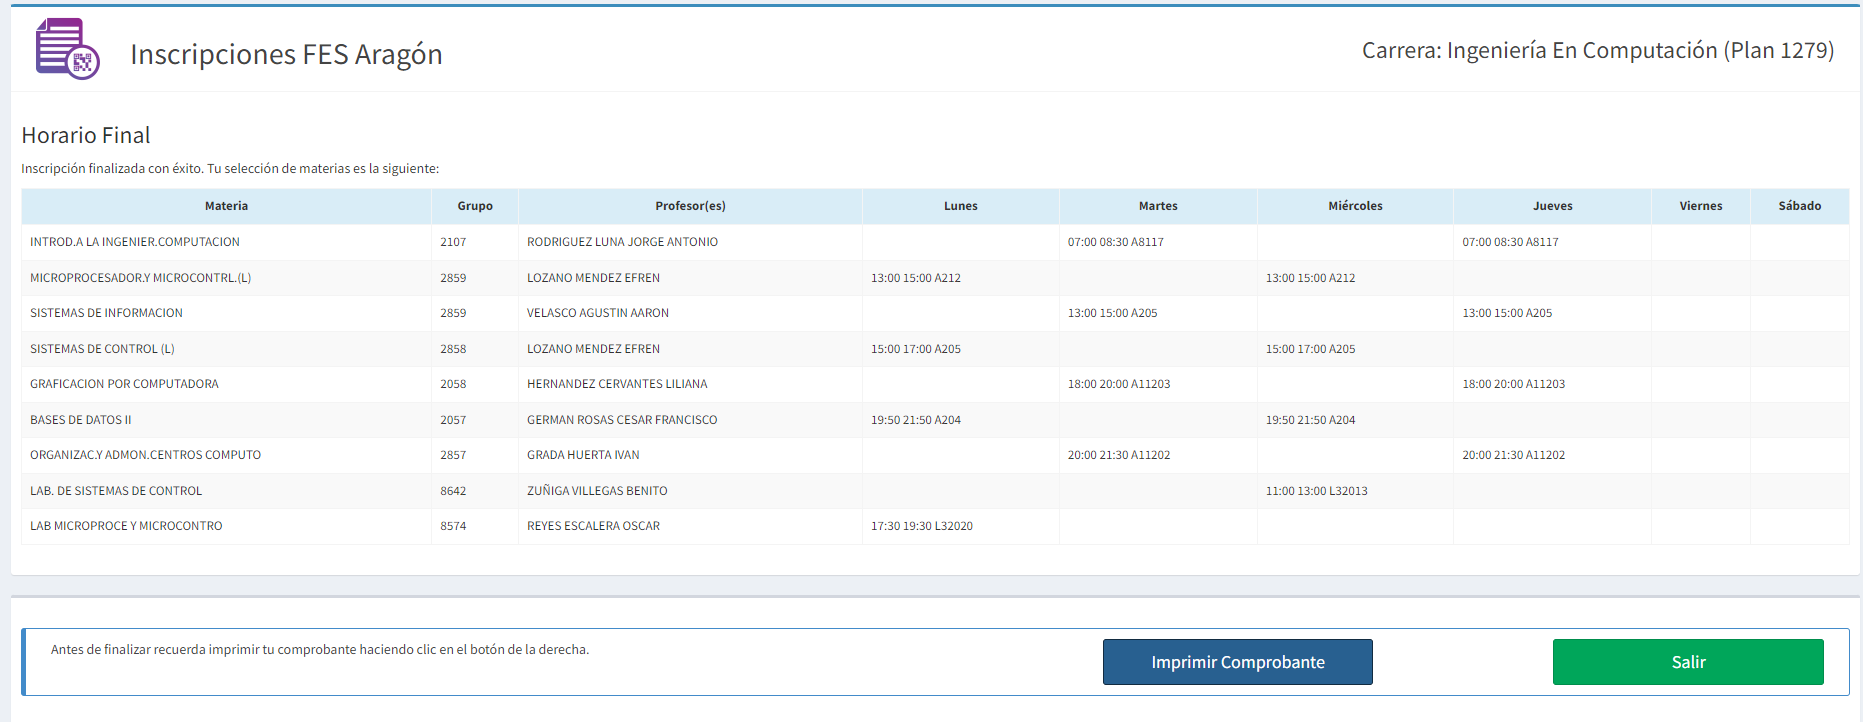 Inscripciones FES Aragón
Carrera: Ingeniería En Computación (Plan 1279)
Horario Final
Inscripción finalizada con éxito. Tu selección de materias es la siguiente:
Materia Grupo Profesor(es) Lunes Martes Miércoles Jueves Viernes Sábado
INTROD.A LA INGENIER.COMPUTACION 2107 RODRIGUEZ LUNA JORGE ANTONIO 07:00 08:30 A8117 07:00 08:30 A8117
MICROPROCESADOR.Y MICROCONTRL.(L) 2859 LOZANO MENDEZ EFREN 13:00 15:00 A212 13:00 15:00 A212
SISTEMAS DE INFORMACION 2859 VELASCO AGUSTIN AARON 13:00 15:00 A205 13:00 15:00 A205
SISTEMAS DE CONTROL (L) 2858 LOZANO MENDEZ EFREN 15:00 17:00 A205 15:00 17:00 A205
GRAFICACION POR COMPUTADORA 2058 HERNANDEZ CERVANTES LILIANA 18:00 20:00 A11203 18:00 20:00 A11203
BASES DE DATOS II 2057 GERMAN ROSAS CESAR FRANCISCO 19:50 21:50 A204 19:50 21:50 A204
ORGANIZAC.Y ADMON.CENTROS COMPUTO 2857 GRADA HUERTA IVAN 20:00 21:30 A11202 20:00 21:30 A11202
LAB. DE SISTEMAS DE CONTROL 8642 ZUÑIGA VILLEGAS BENITO 11:00 13:00 L32013
LAB MICROPROCE Y MICROCONTRO 8574 REYES ESCALERA OSCAR 17:30 19:30 L32020
Antes de finalizar recuerda imprimir tu comprobante haciendo clic en el botón de la derecha.
Imprimir Comprobante
Salir